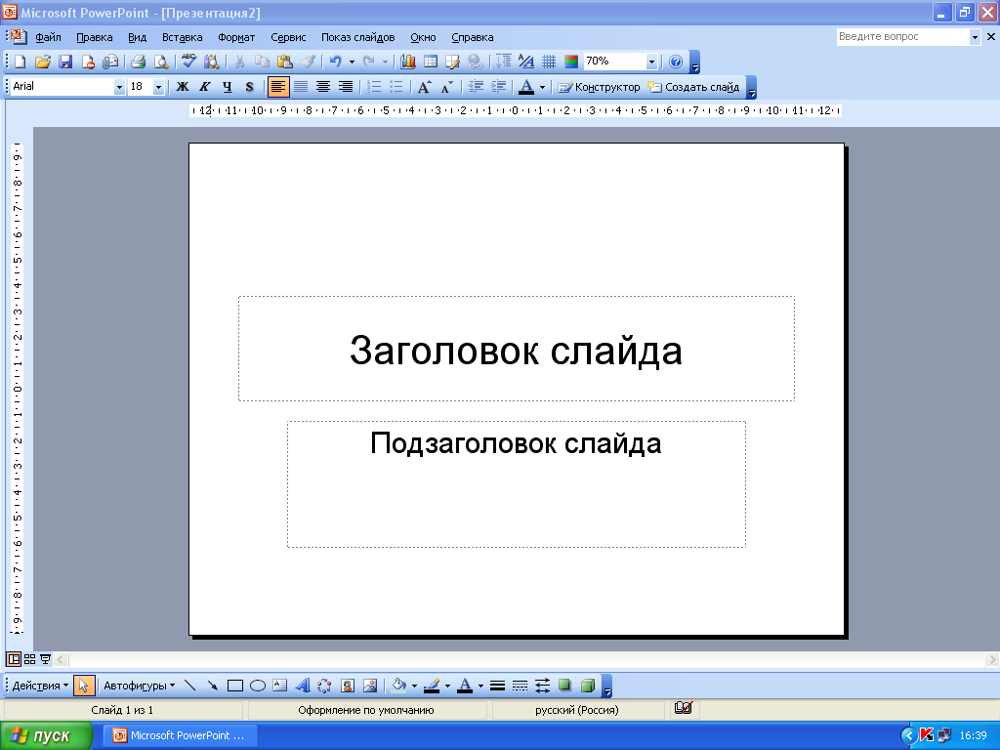 Microsoft PowerPoint - [Презентация2]
Файл Правка Вид Вставка Формат Сервис Показ слайдов Окно Справка Введите вопрос
70%
Arial 18 Ж К Ч S Конструктор Создать слайд
12 11 10 9 8 7 6 5 4 3 2 1 0 1 2 3 4 5 6 7 8 9 10 11 12
9 8 7 6 5 4 3 2 1 0 1 2 3 4 5 6 7 8 9
Заголовок слайда
Подзаголовок слайда
Действия Автофигуры
Слайд 1 из 1 Оформление по умолчанию русский (Россия)
пуск Microsoft PowerPoint ... 16:39